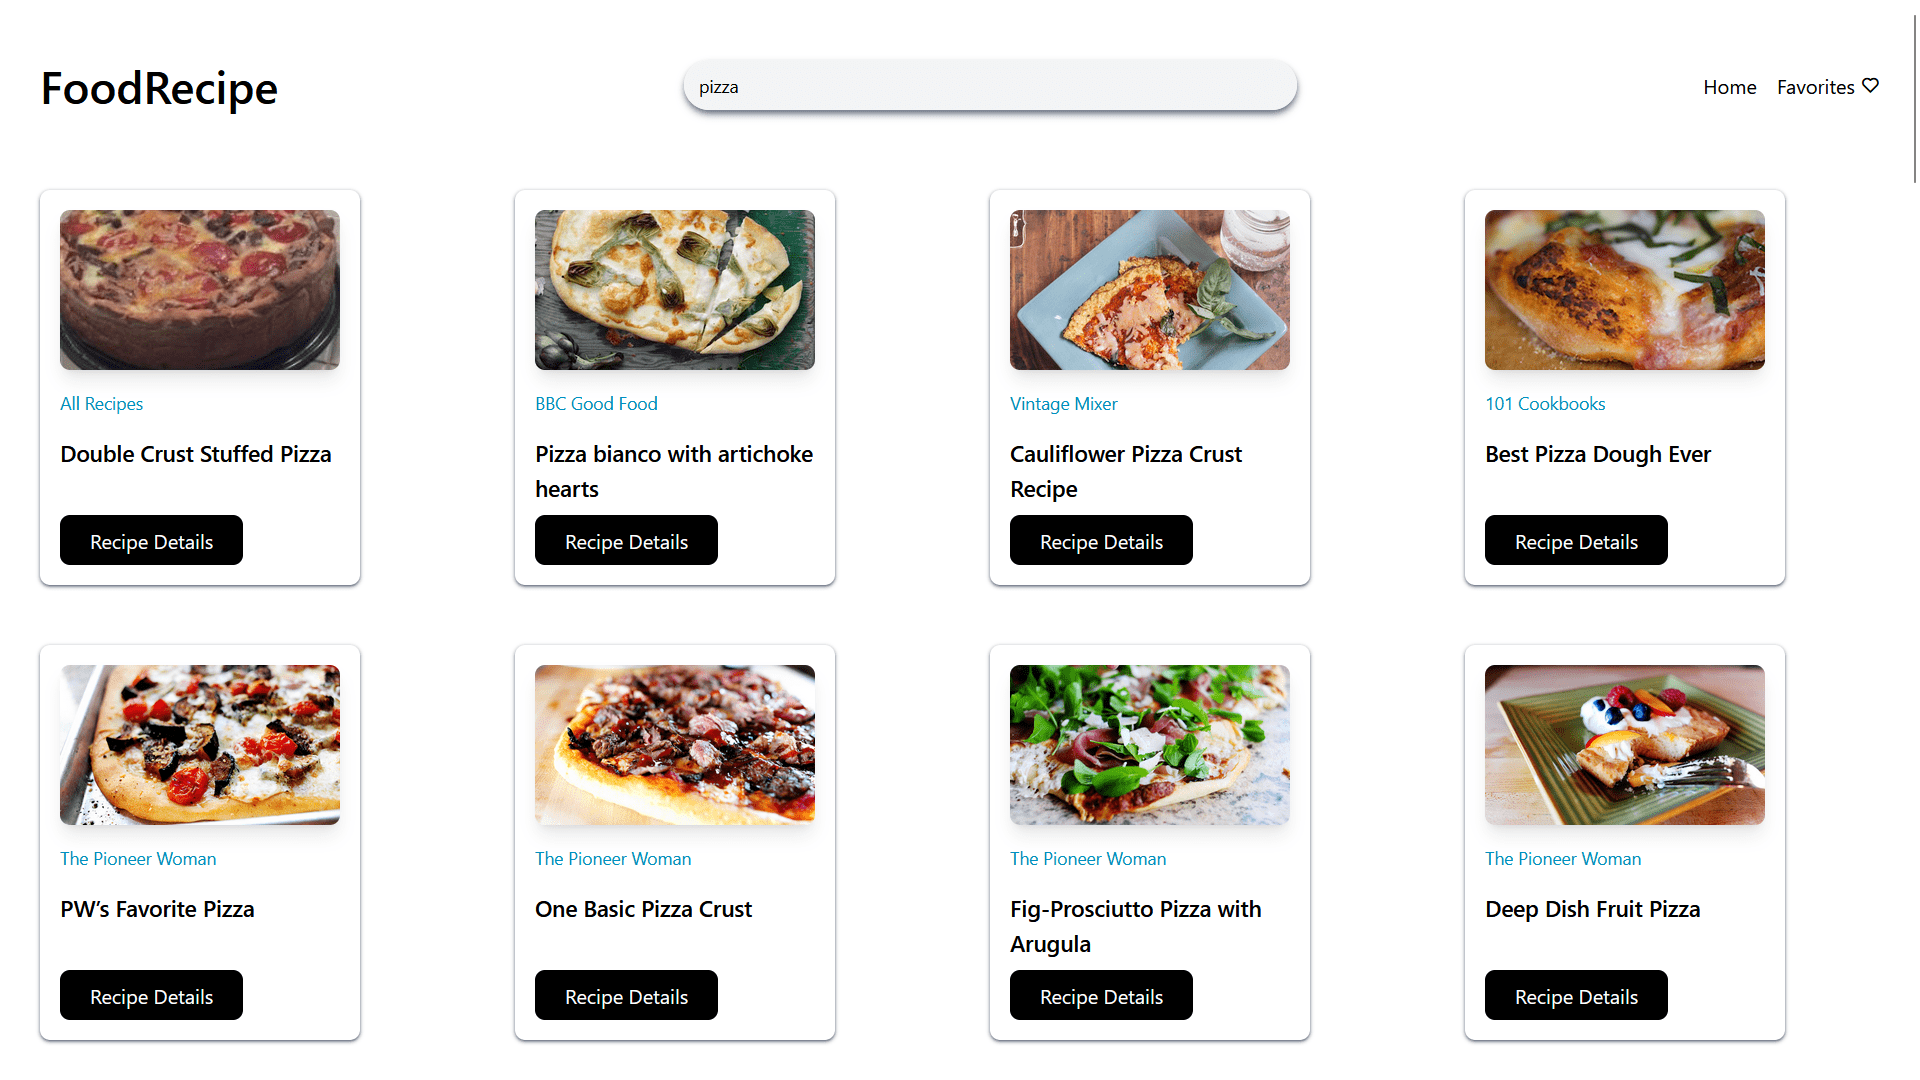 FoodRecipe
pizza
Home
Favorites
All Recipes
Double Crust Stuffed Pizza
Recipe Details
BBC Good Food
Pizza bianco with artichoke
hearts
Recipe Details
Vintage Mixer
Cauliflower Pizza Crust
Recipe
Recipe Details
101 Cookbooks
Best Pizza Dough Ever
Recipe Details
The Pioneer Woman
PW’s Favorite Pizza
Recipe Details
The Pioneer Woman
One Basic Pizza Crust
Recipe Details
The Pioneer Woman
Fig-Prosciutto Pizza with
Arugula
Recipe Details
The Pioneer Woman
Deep Dish Fruit Pizza
Recipe Details